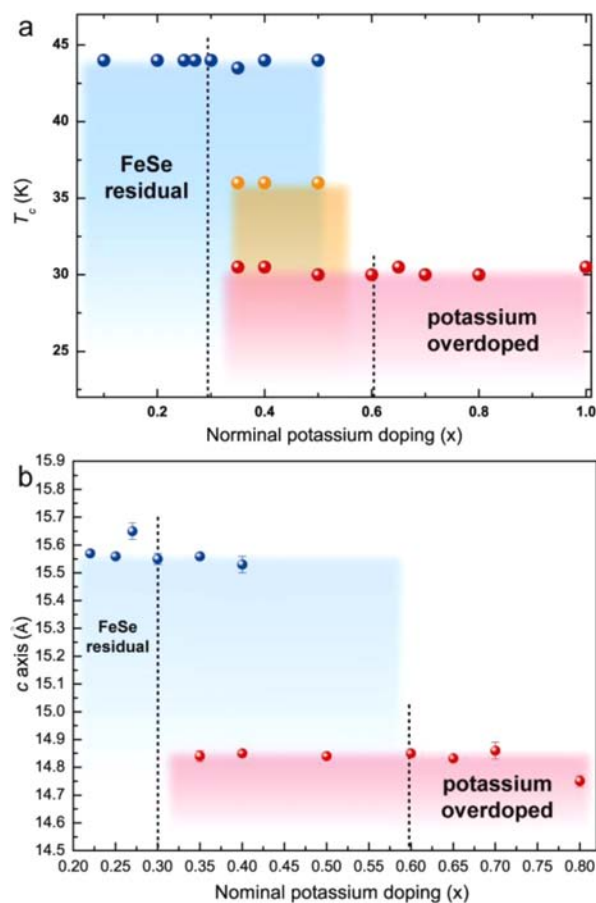 a
45
40
35
30
25
T_c (K)
FeSe
residual
potassium
overdoped
0.2 0.4 0.6 0.8 1.0
Norminal potassium doping (x)
b
15.9
15.8
15.7
15.6
15.5
15.4
15.3
15.2
15.1
15.0
14.9
14.8
14.7
14.6
14.5
c axis (Å)
FeSe
residual
potassium
overdoped
0.20 0.25 0.30 0.35 0.40 0.45 0.50 0.55 0.60 0.65 0.70 0.75 0.80
Nominal potassium doping (x)